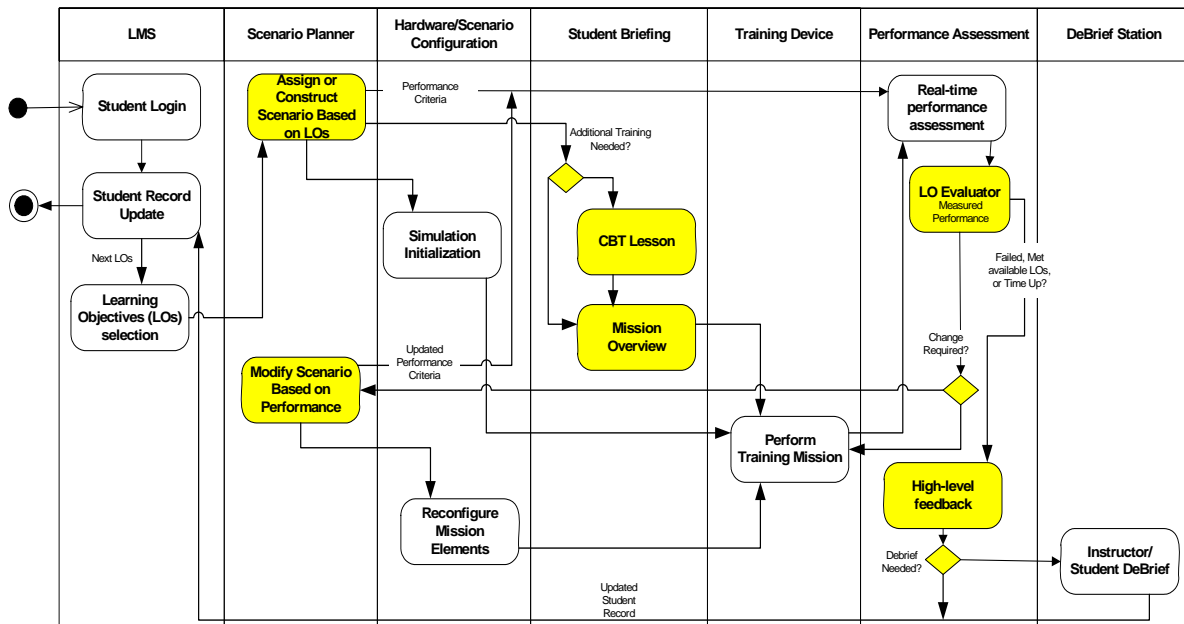 LMS
Scenario Planner
Hardware/Scenario
Configuration
Student Briefing
Training Device
Performance Assessment
DeBrief Station
Student Login
Student Record
Update
Next LOs
Learning
Objectives (LOs)
selection
Assign or
Construct
Scenario Based
on LOs
Performance
Criteria
Simulation
Initialization
Additional Training
Needed?
CBT Lesson
Mission
Overview
Real-time
performance
assessment
LO Evaluator
Measured
Performance
Failed, Met
available LOs,
or Time Up?
Change
Required?
Updated
Performance
Criteria
Modify Scenario
Based on
Performance
Perform
Training Mission
Reconfigure
Mission
Elements
High-level
feedback
Debrief
Needed?
Instructor/
Student DeBrief
Updated
Student
Record